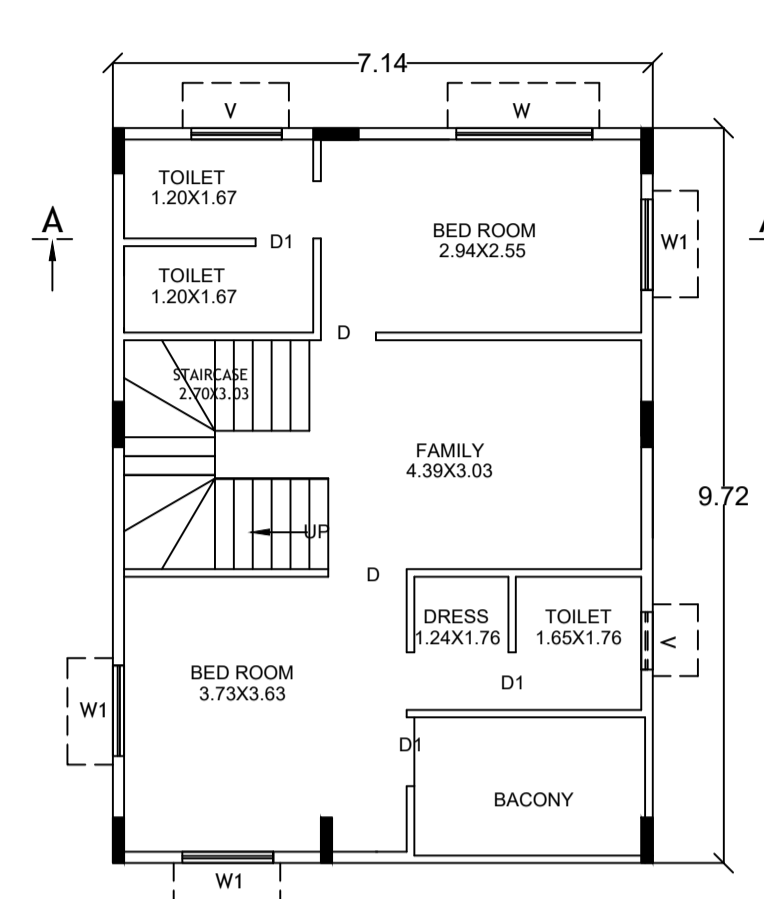 7.14
V
W
TOILET
1.20X1.67
A
D1
BED ROOM
2.94X2.55
W1
TOILET
1.20X1.67
D
STAIRCASE
2.70X3.03
FAMILY
4.39X3.03
9.72
UP
D
DRESS
1.24X1.76
TOILET
1.65X1.76
V
BED ROOM
3.73X3.63
D1
W1
D1
BACONY
W1